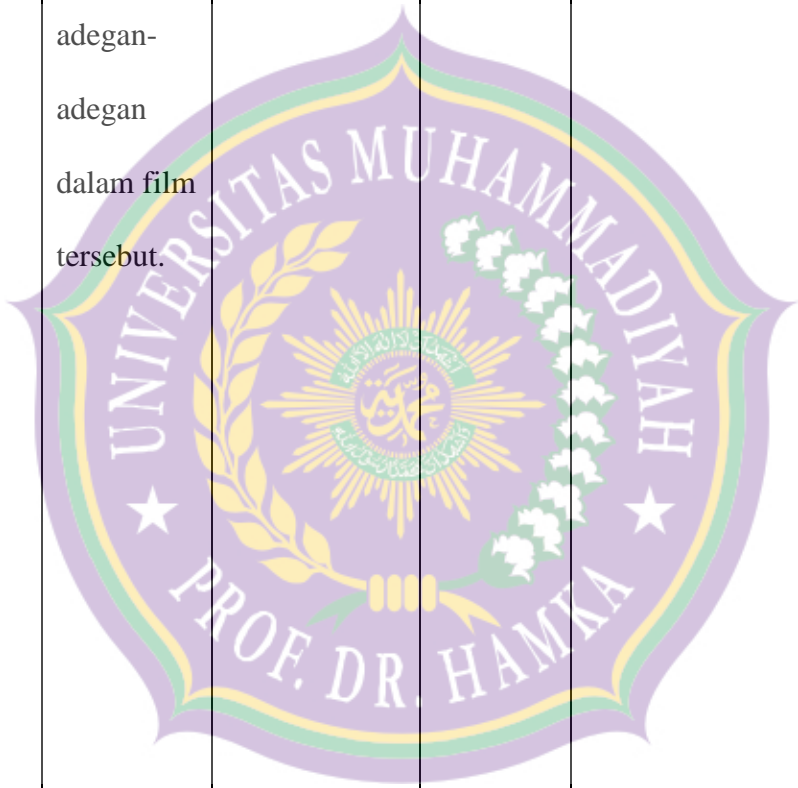 adegan-
adegan
dalam film
tersebut.
UNIVERSITAS MUHAMMADIYAH
PROF. DR. HAMKA